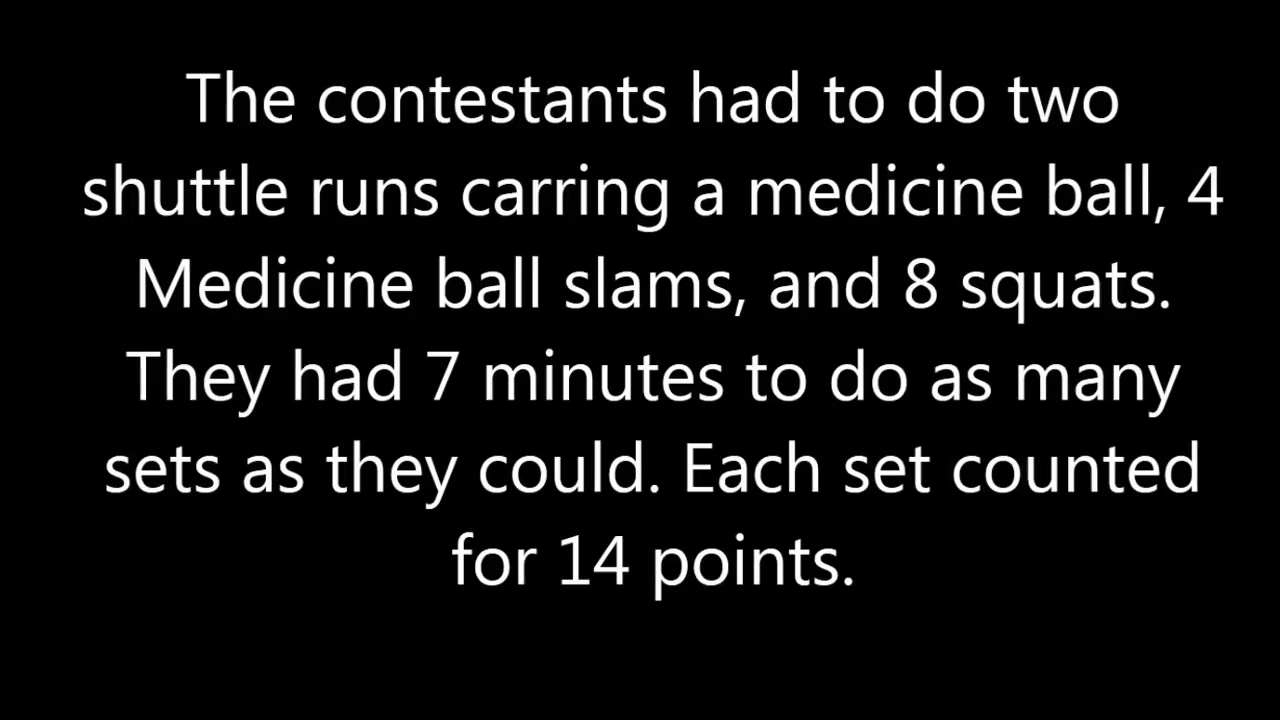 The contestants had to do two
shuttle runs carring a medicine ball, 4
Medicine ball slams, and 8 squats.
They had 7 minutes to do as many
sets as they could. Each set counted
for 14 points.